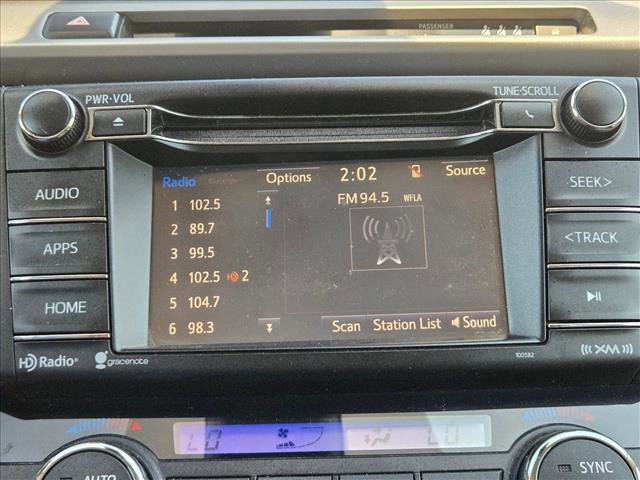 PASSENGER
PWR•VOL
TUNE•SCROLL
AUDIO
APPS
HOME
HD Radio®
gracenote
Radio
Options
2:02
Source
FM 94.5 WFLA
1 102.5
2 89.7
3 99.5
4 102.5 2
5 104.7
6 98.3
Scan
Station List
Sound
SEEK>
<TRACK
XM
100582
LO
LO
AUTO
SYNC